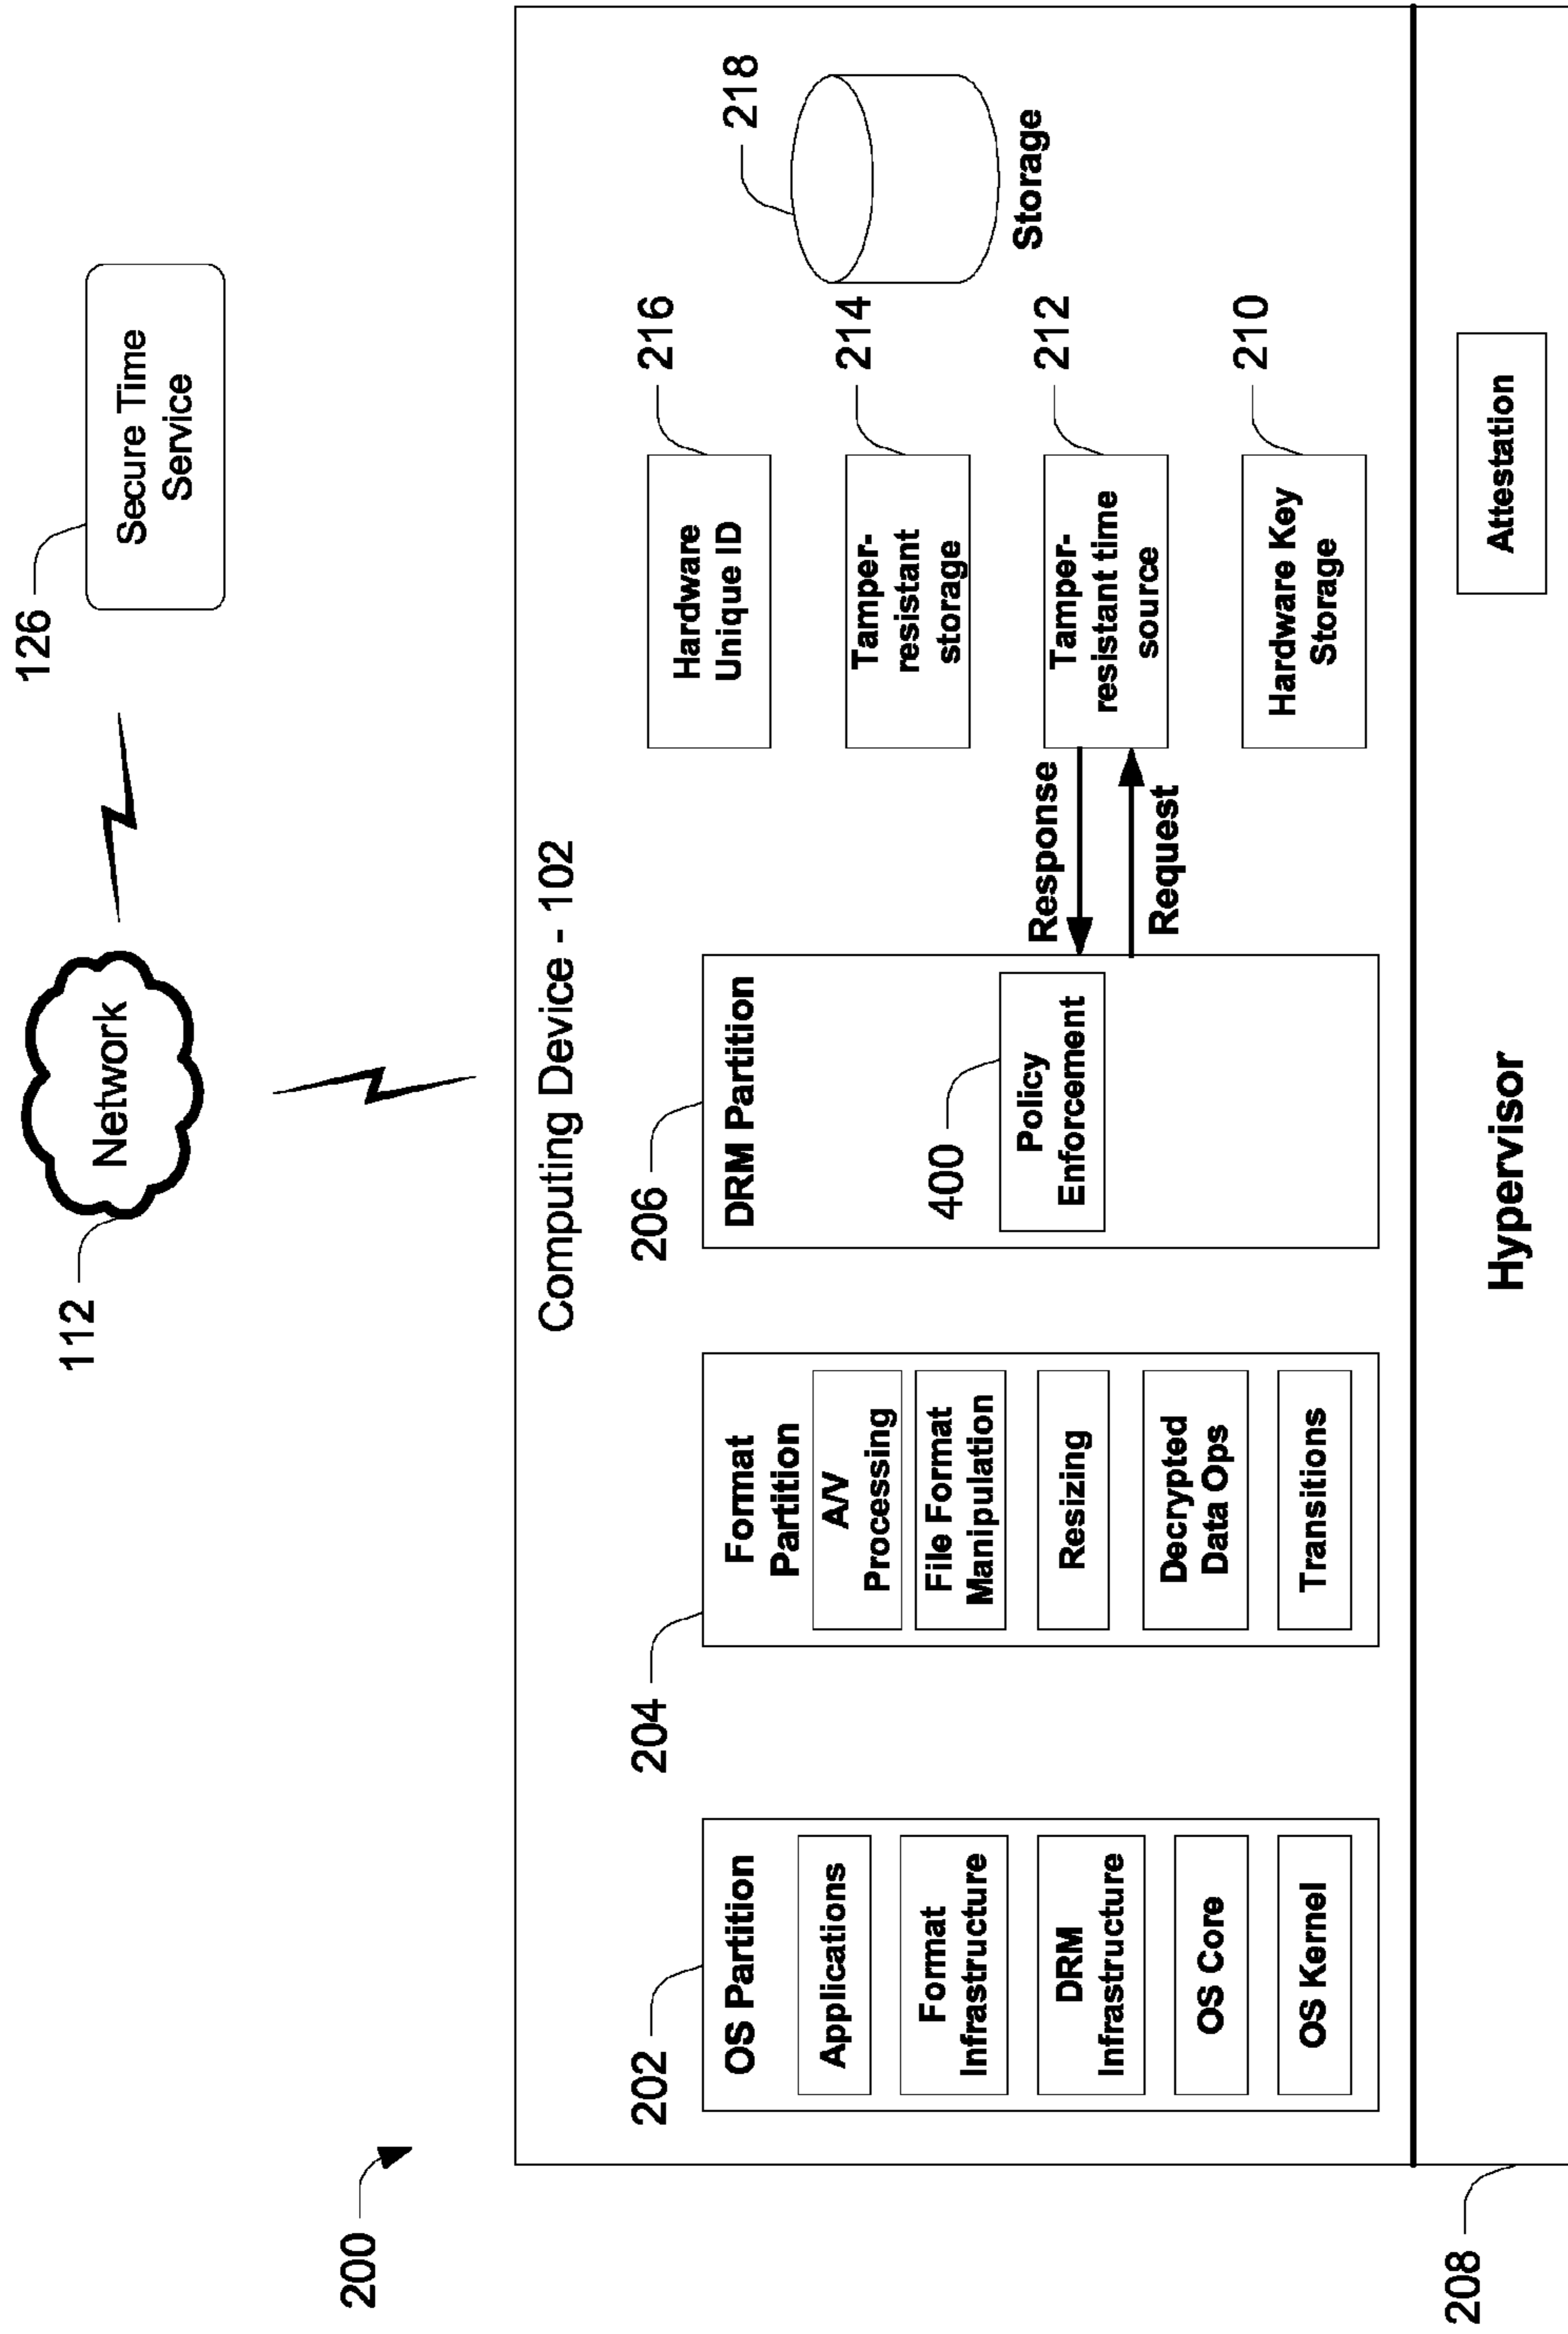 200
112
Network
126
Secure Time
Service
Computing Device - 102
202
OS Partition
Applications
Format
Infrastructure
DRM
Infrastructure
OS Core
OS Kernel
204
Format
Partition
A/V
Processing
File Format
Manipulation
Resizing
Decrypted
Data Ops
Transitions
206
DRM Partition
400
Policy
Enforcement
Response
Request
216
Hardware
Unique ID
214
Tamper-
resistant
storage
212
Tamper-
resistant time
source
210
Hardware Key
Storage
218
Storage
208
Hypervisor
Attestation